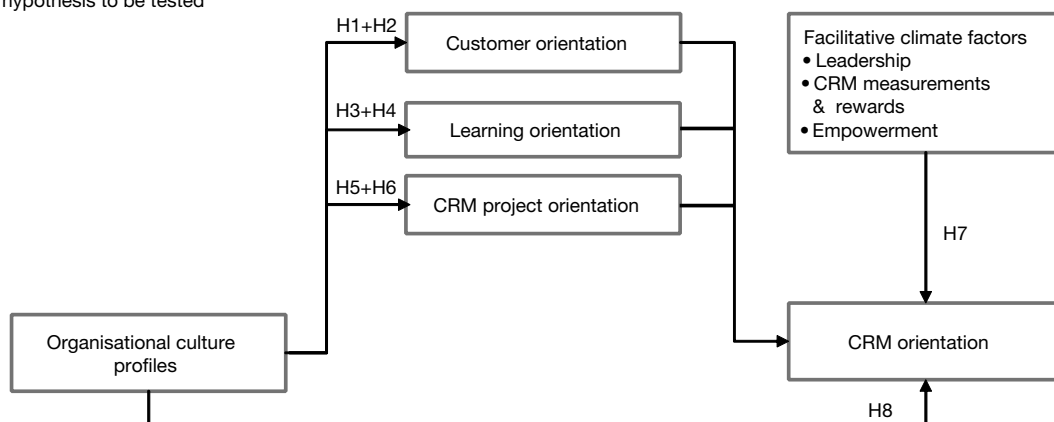 hypothesis to be tested
H1+H2
Customer orientation
Facilitative climate factors
• Leadership
• CRM measurements
& rewards
• Empowerment
H3+H4
Learning orientation
H5+H6
CRM project orientation
H7
Organisational culture
profiles
CRM orientation
H8